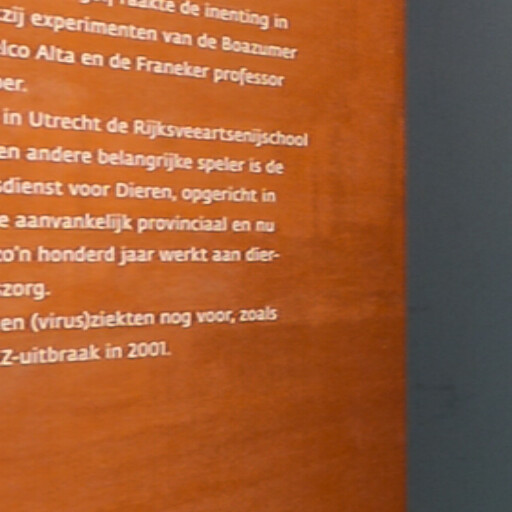 raakte de inenting in
zij experimenten van de Boazumer
lco Alta en de Franeker professor
er.
in Utrecht de Rijksveeartsenijschool
en andere belangrijke speler is de
dienst voor Dieren, opgericht in
e aanvankelijk provinciaal en nu
zo'n honderd jaar werkt aan dier-
zorg.
en (virus)ziekten nog voor, zoals
Z-uitbraak in 2001.